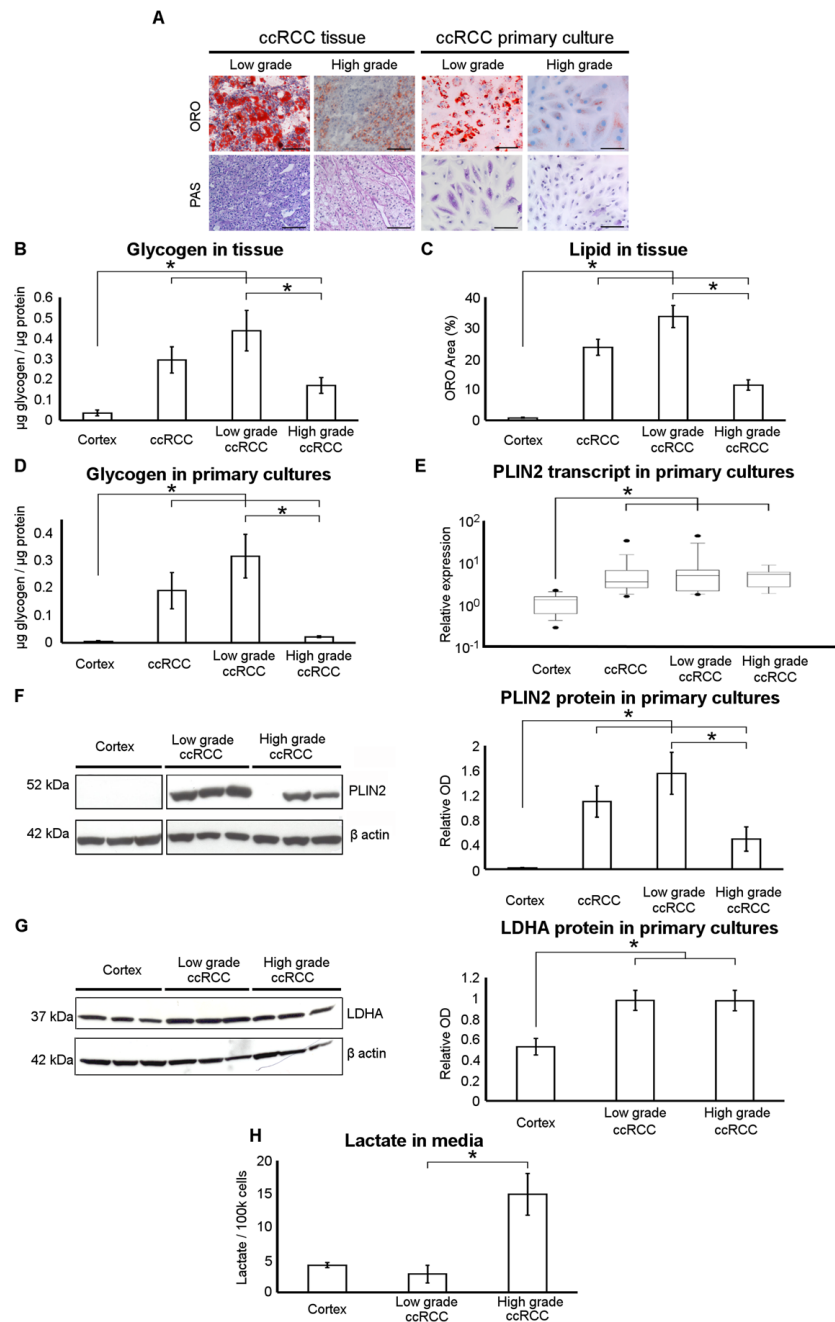 A
ccRCC tissue
ccRCC primary culture
Low grade
High grade
Low grade
High grade
ORO
PAS
B
Glycogen in tissue
*
*
µg glycogen / µg protein
0.6
0.5
0.4
0.3
0.2
0.1
0
Cortex
ccRCC
Low grade
ccRCC
High grade
ccRCC
C
Lipid in tissue
*
*
ORO Area (%)
40
30
20
10
0
Cortex
ccRCC
Low grade
ccRCC
High grade
ccRCC
D
Glycogen in primary cultures
*
*
µg glycogen / µg protein
0.4
0.3
0.2
0.1
0
Cortex
ccRCC
Low grade
ccRCC
High grade
ccRCC
E
PLIN2 transcript in primary cultures
*
Relative expression
10²
10¹
10⁰
10⁻¹
Cortex
ccRCC
Low grade
ccRCC
High grade
ccRCC
F
Cortex
Low grade
ccRCC
High grade
ccRCC
52 kDa
PLIN2
42 kDa
β actin
PLIN2 protein in primary cultures
*
*
Relative OD
2
1.6
1.2
0.8
0.4
0
Cortex
ccRCC
Low grade
ccRCC
High grade
ccRCC
G
Cortex
Low grade
ccRCC
High grade
ccRCC
37 kDa
LDHA
42 kDa
β actin
LDHA protein in primary cultures
*
Relative OD
1.2
1
0.8
0.6
0.4
0.2
0
Cortex
Low grade
ccRCC
High grade
ccRCC
H
Lactate in media
*
Lactate / 100k cells
20
15
10
5
0
Cortex
Low grade
ccRCC
High grade
ccRCC